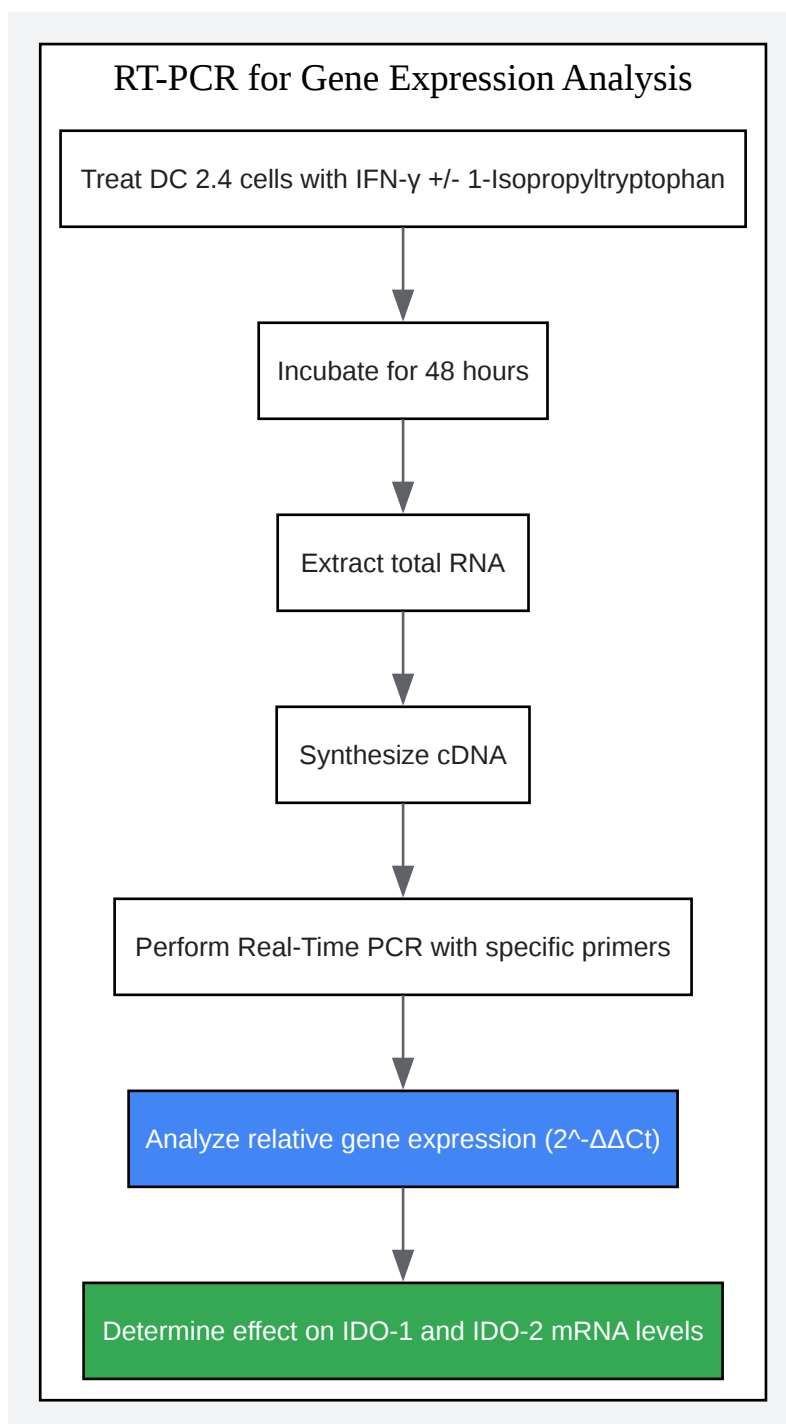 RT-PCR for Gene Expression Analysis
Treat DC 2.4 cells with IFN-γ +/- 1-Isopropyltryptophan
Incubate for 48 hours
Extract total RNA
Synthesize cDNA
Perform Real-Time PCR with specific primers
Analyze relative gene expression (2^-ΔΔCt)
Determine effect on IDO-1 and IDO-2 mRNA levels